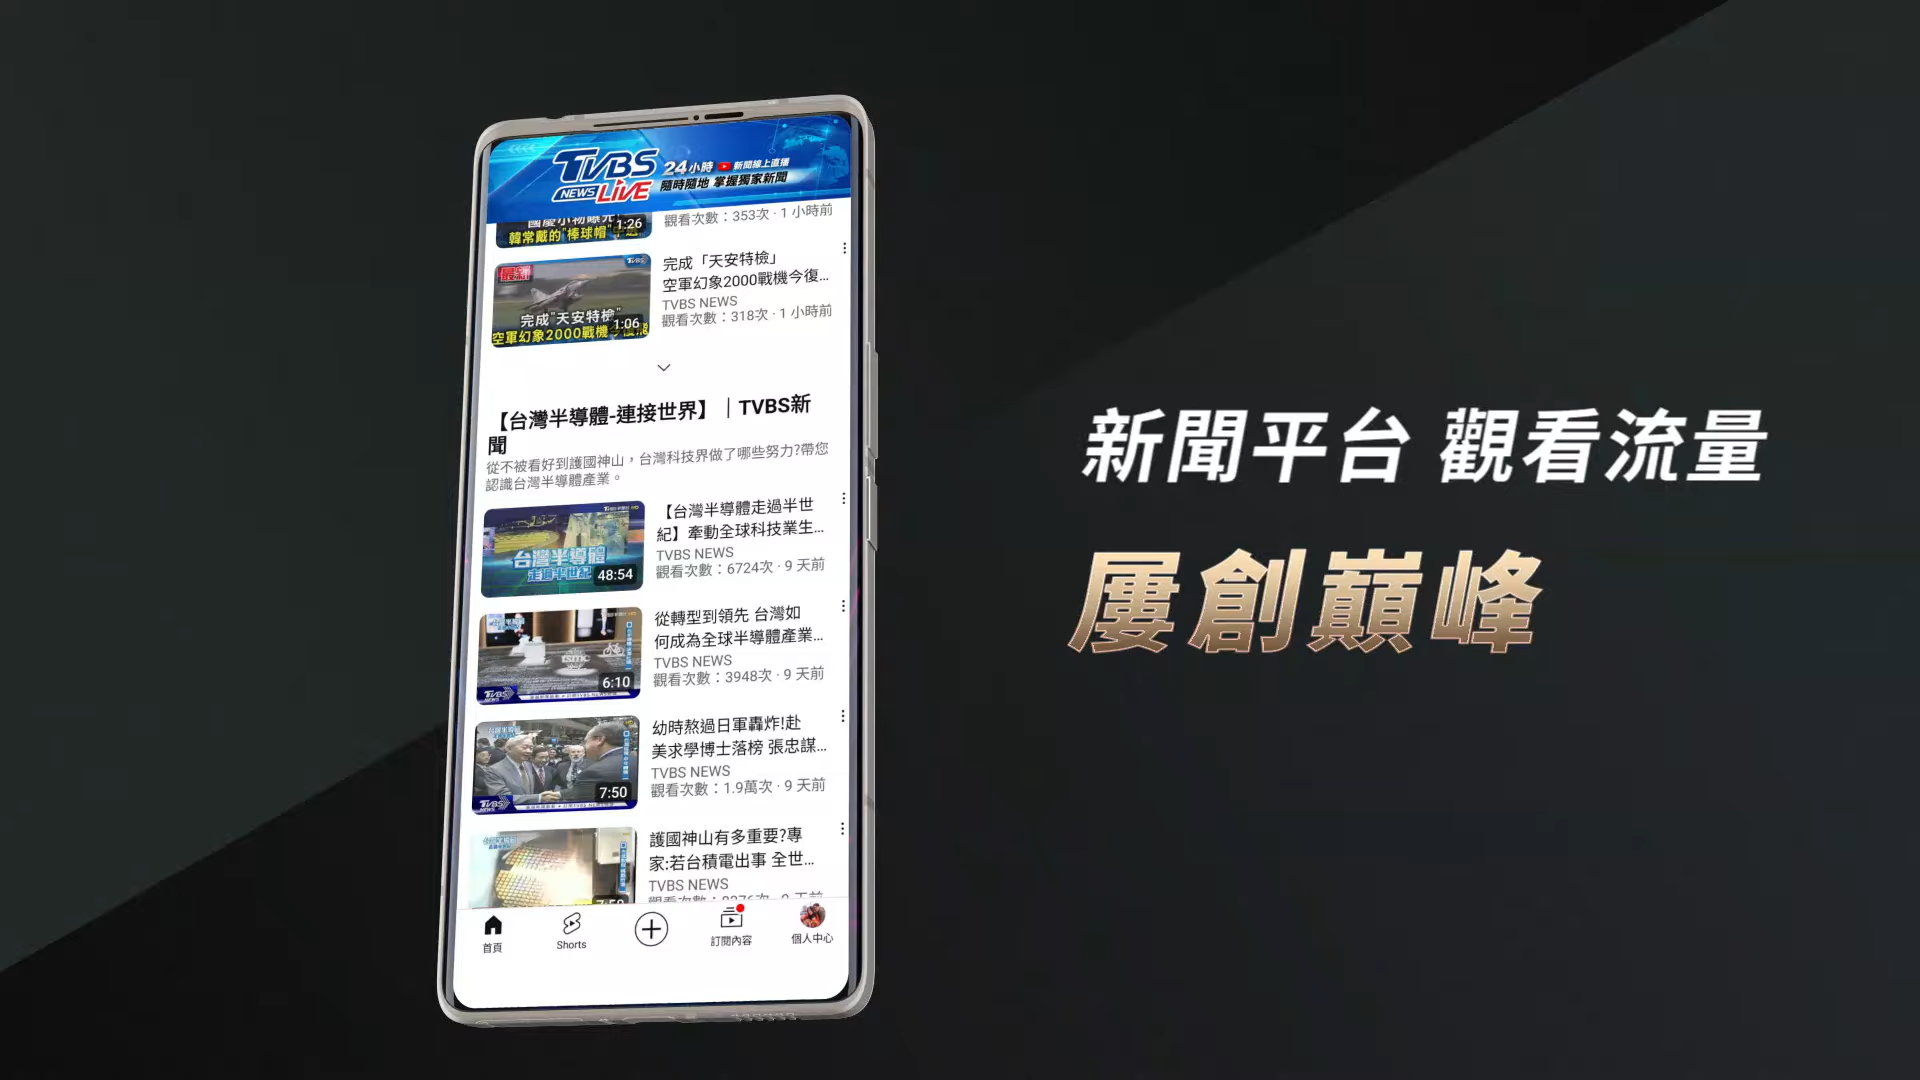 TVBS
NEWS LiVE
24小時 新聞線上直播
隨時隨地 掌握獨家新聞
韓常戴的"棒球帽"
1:26
觀看次數：353次 · 1 小時前
最新
TVBS
完成"天安特檢"
空軍幻象2000戰機今復飛
1:06
完成「天安特檢」
空軍幻象2000戰機今復...
TVBS NEWS
觀看次數：318次 · 1 小時前
【台灣半導體-連接世界】｜TVBS新
聞
從不被看好到護國神山，台灣科技界做了哪些努力?帶您
認識台灣半導體產業。
台灣半導體
走過半世紀
48:54
【台灣半導體走過半世
紀】牽動全球科技業生...
TVBS NEWS
觀看次數：6724次 · 9 天前
6:10
TVBS
NEWS
從轉型到領先 台灣如
何成為全球半導體產業...
TVBS NEWS
觀看次數：3948次 · 9 天前
7:50
TVBS
NEWS
幼時熬過日軍轟炸!赴
美求學博士落榜 張忠謀...
TVBS NEWS
觀看次數：1.9萬次 · 9 天前
護國神山有多重要?專
家:若台積電出事 全世...
TVBS NEWS
首頁
Shorts
訂閱內容
個人中心
新聞平台 觀看流量
屢創巔峰